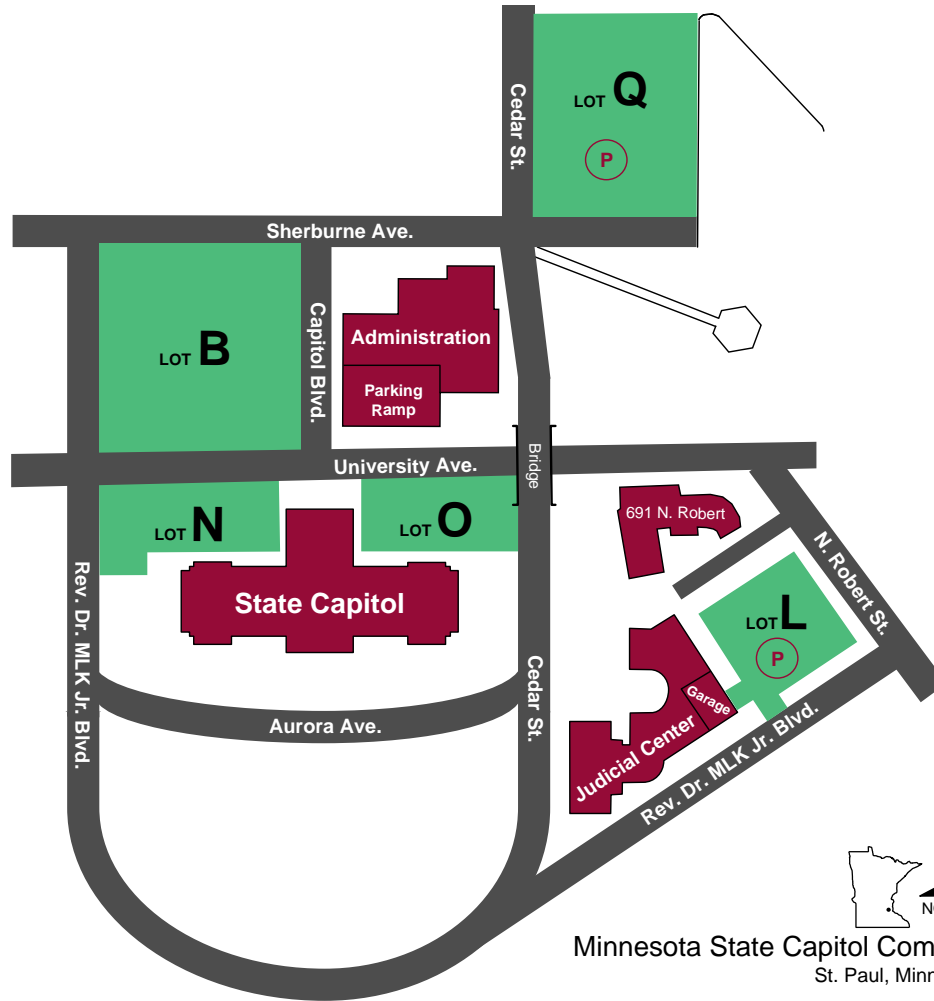 Cedar St.
LOT Q
P
Sherburne Ave.
LOT B
Capitol Blvd.
Administration
Parking
Ramp
University Ave.
Bridge
LOT N
LOT O
691 N. Robert
N. Robert St.
State Capitol
LOT L
P
Rev. Dr. MLK Jr. Blvd.
Aurora Ave.
Cedar St.
Garage
Judicial Center
Rev. Dr. MLK Jr. Blvd.
Minnesota State Capitol
St. Paul,